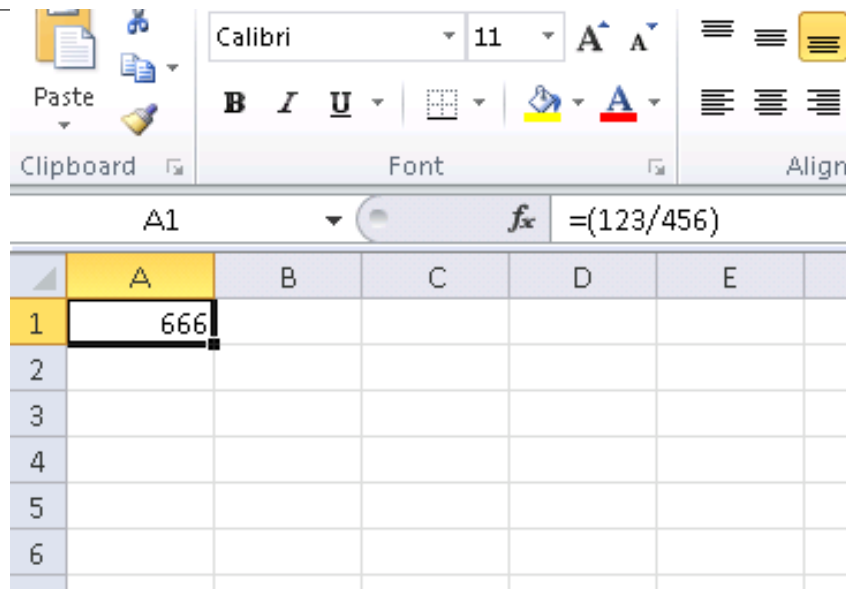 Calibri 11 A A
Paste B I U A
Clipboard Font Align
A1 fx =(123/456)
A B C D E
1 666
2
3
4
5
6